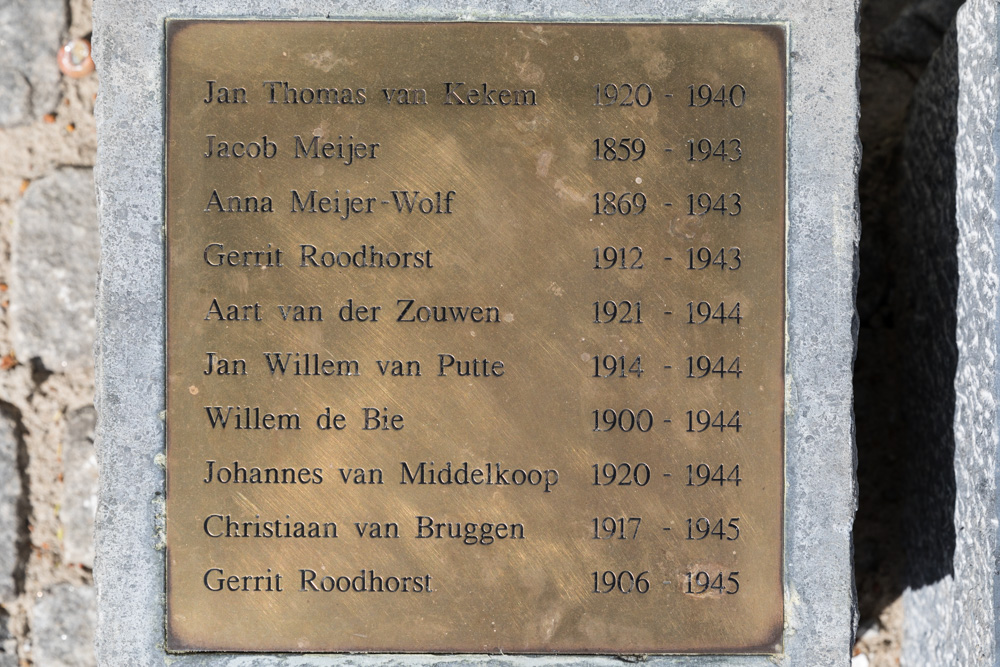 Jan Thomas van Kekem 1920 - 1940
Jacob Meijer 1859 - 1943
Anna Meijer-Wolf 1869 - 1943
Gerrit Roodhorst 1912 - 1943
Aart van der Zouwen 1921 - 1944
Jan Willem van Putte 1914 - 1944
Willem de Bie 1900 - 1944
Johannes van Middelkoop 1920 - 1944
Christiaan van Bruggen 1917 - 1945
Gerrit Roodhorst 1906 - 1945